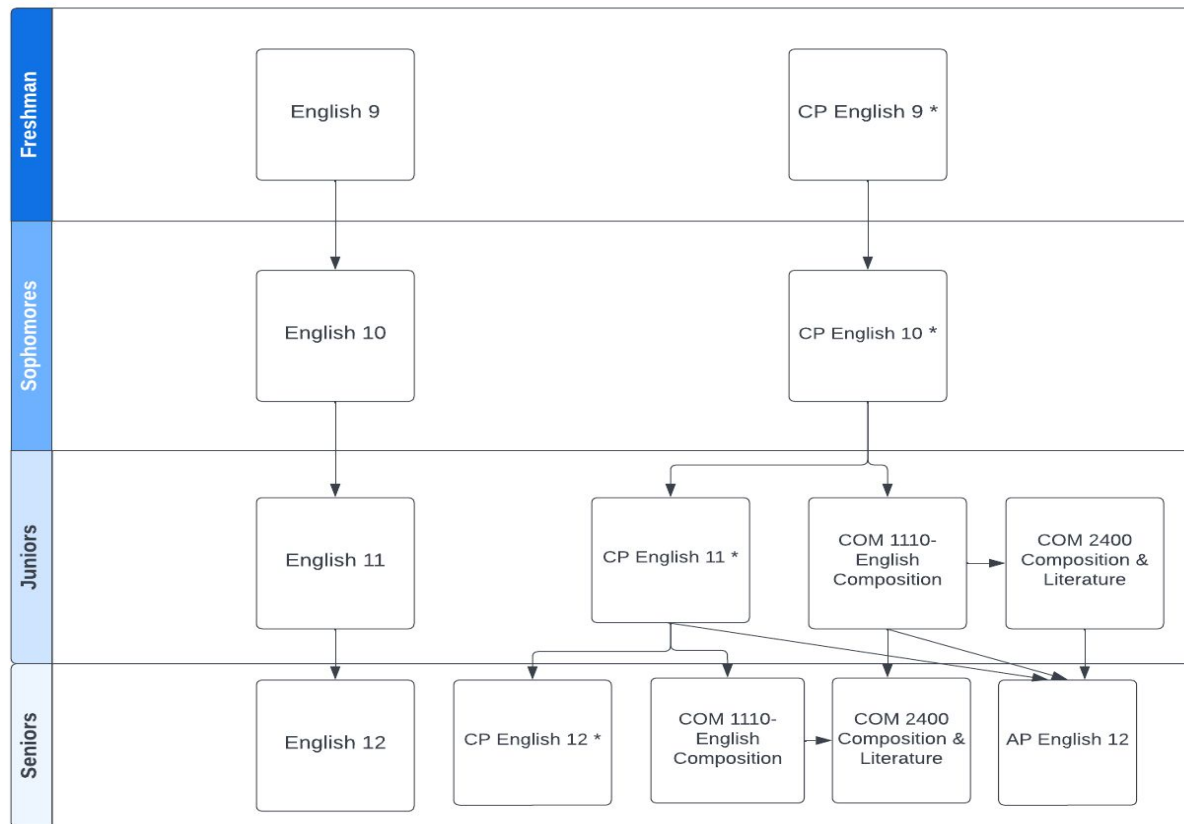 Freshman
English 9
CP English 9 *
Sophomores
English 10
CP English 10 *
Juniors
English 11
CP English 11 *
COM 1110-
English
Composition
COM 2400
Composition &
Literature
Seniors
English 12
CP English 12 *
COM 1110-
English
Composition
COM 2400
Composition &
Literature
AP English 12